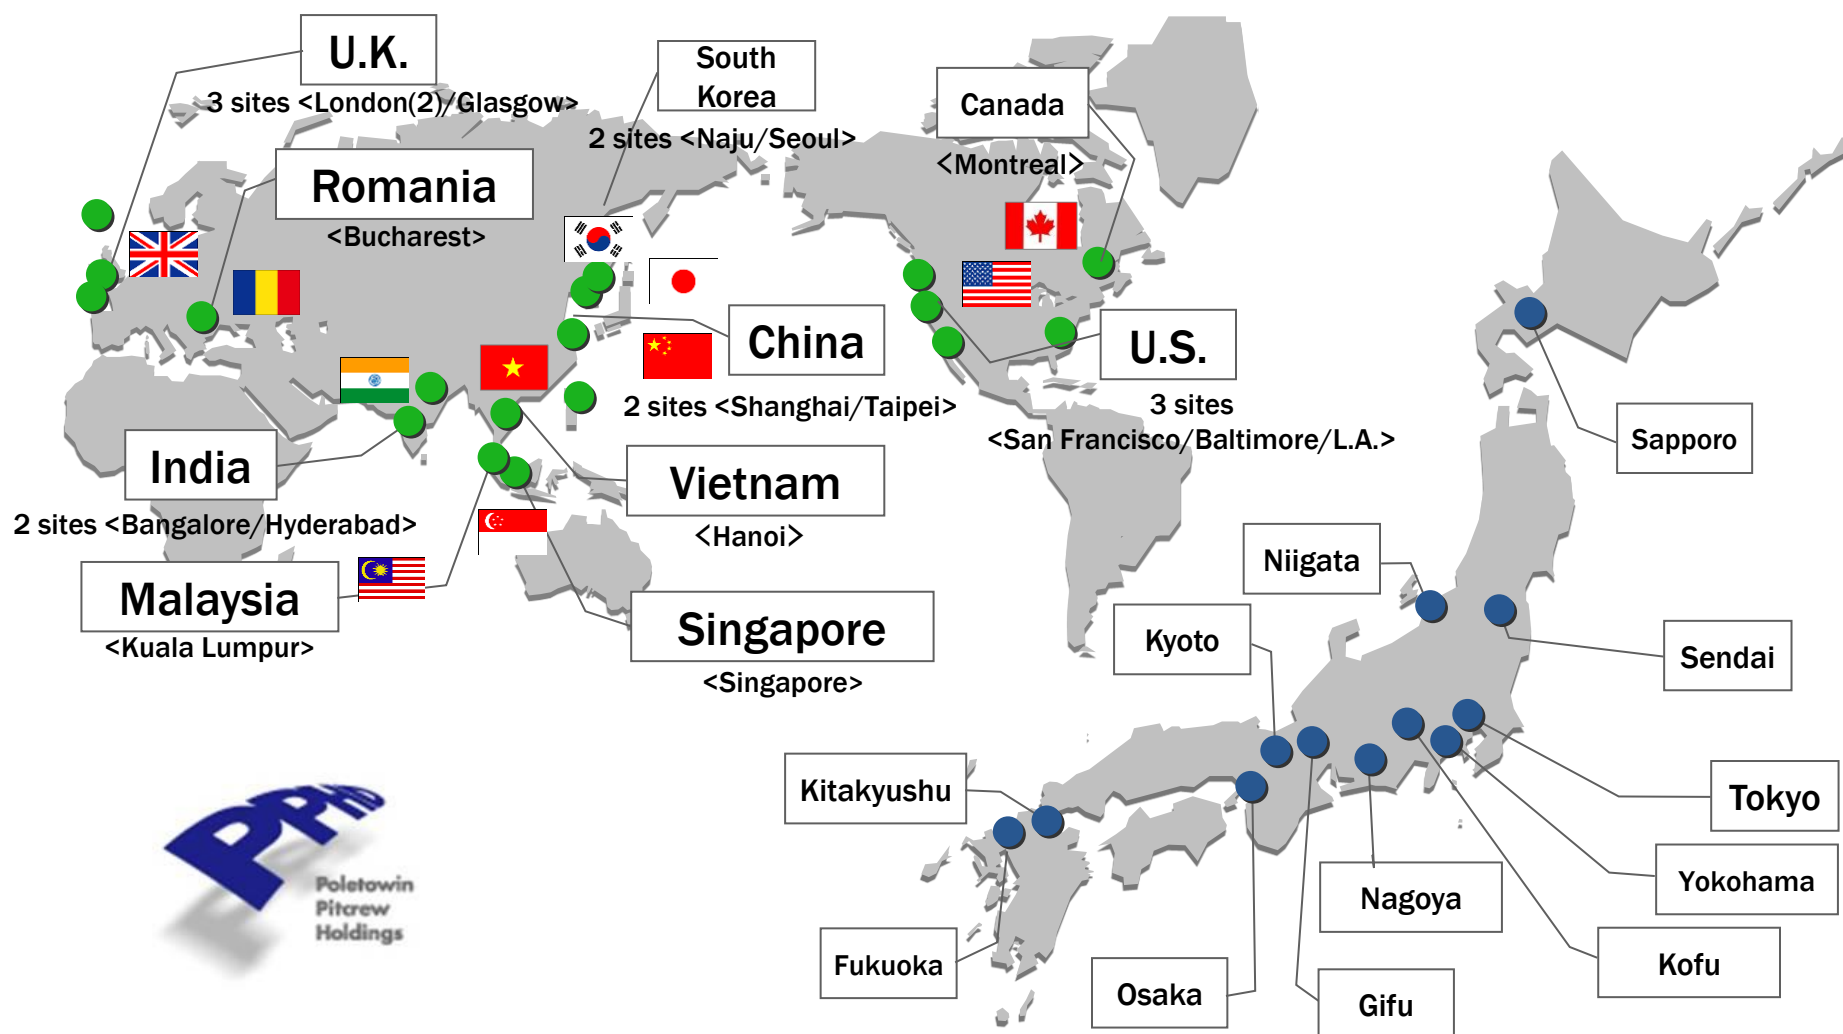 U.K.
3 sites <London(2)/Glasgow>
South
Korea
2 sites <Naju/Seoul>
Canada
<Montreal>
Romania
<Bucharest>
China
2 sites <Shanghai/Taipei>
U.S.
3 sites
<San Francisco/Baltimore/L.A.>
India
2 sites <Bangalore/Hyderabad>
Vietnam
<Hanoi>
Malaysia
<Kuala Lumpur>
Singapore
<Singapore>
Sapporo
Niigata
Kyoto
Sendai
Kitakyushu
Tokyo
Yokohama
Nagoya
Fukuoka
Osaka
Gifu
Kofu
PPHD
Poletowin
Pitcrew
Holdings